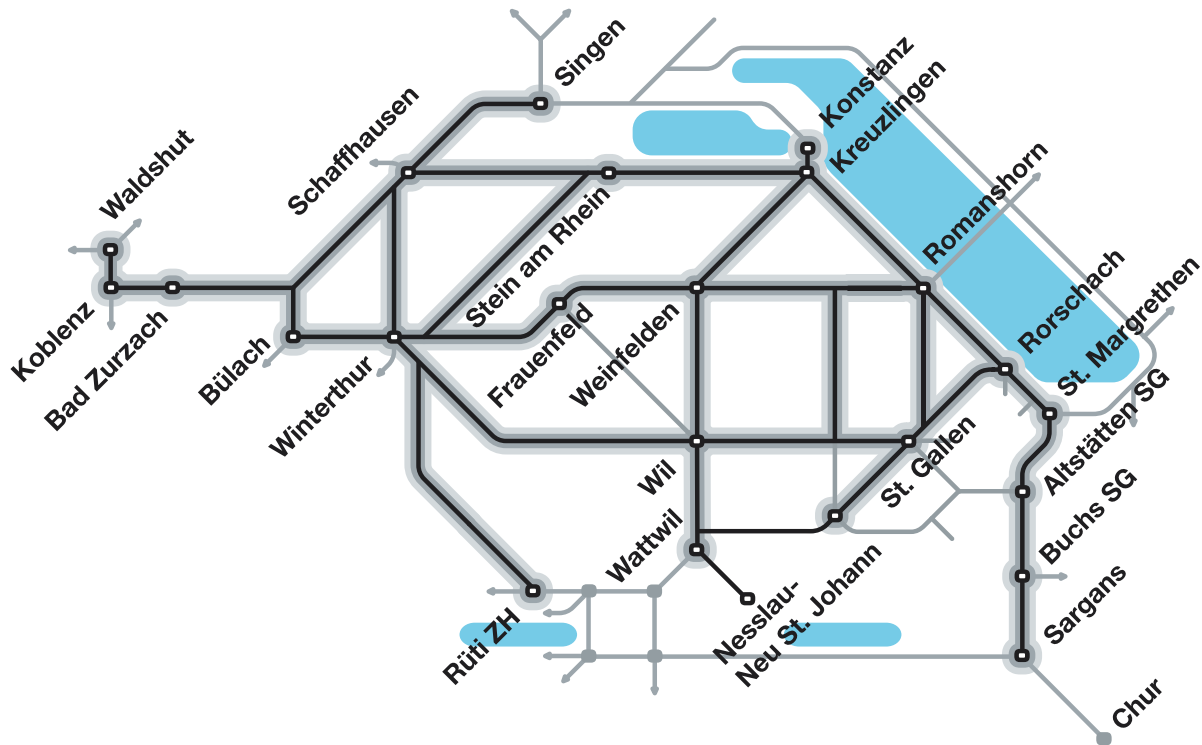 Singen
Konstanz
Kreuzlingen
Schaffhausen
Waldshut
Romanshorn
Stein am Rhein
Rorschach
St. Margrethen
Koblenz
Bad Zurzach
Bülach
Winterthur
Frauenfeld
Weinfelden
Altstätten SG
Wil
St. Gallen
Buchs SG
Wattwil
Sargans
Rüti ZH
Nesslau-
Neu St. Johann
Chur